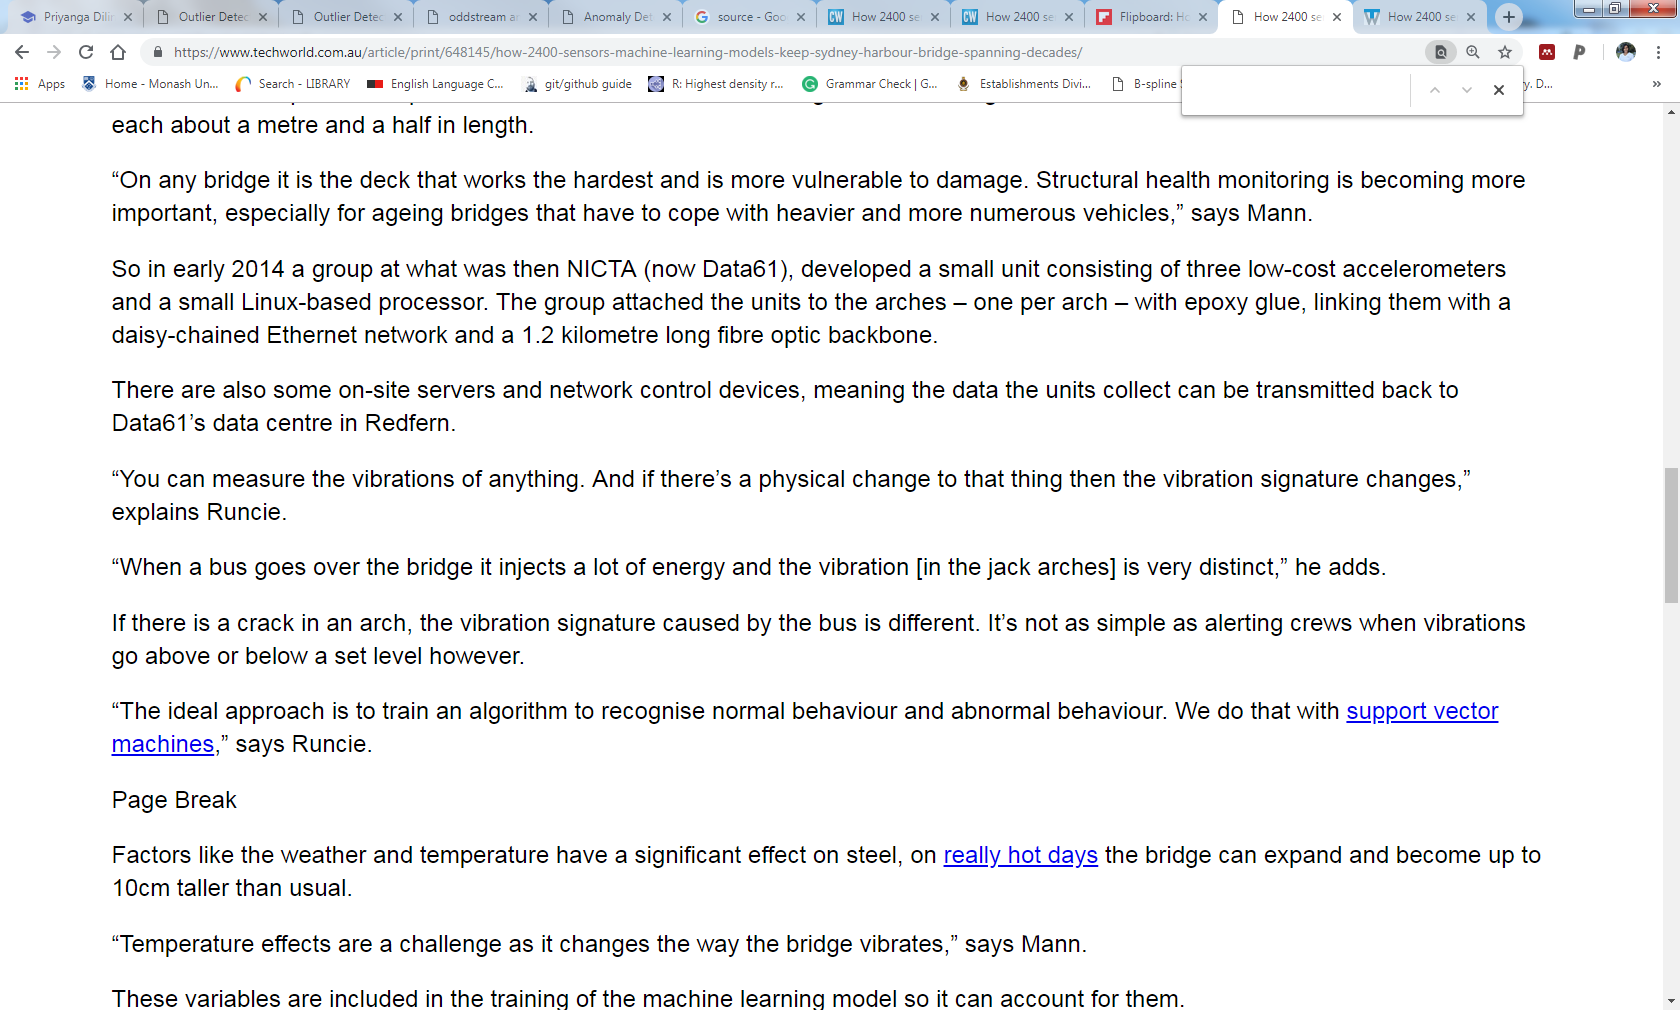 Priyanga Dilir
Outlier Detec
Outlier Detec
oddstream ar
Anomaly Det
source - Goo
How 2400 se
How 2400 se
Flipboard: Ho
How 2400 se
How 2400 se
https://www.techworld.com.au/article/print/648145/how-2400-sensors-machine-learning-models-keep-sydney-harbour-bridge-spanning-decades/
Apps
Home - Monash Un...
Search - LIBRARY
English Language C...
git/github guide
R: Highest density r...
Grammar Check | G...
Establishments Divi...
B-spline
y. D...
each about a metre and a half in length.
“On any bridge it is the deck that works the hardest and is more vulnerable to damage. Structural health monitoring is becoming more
important, especially for ageing bridges that have to cope with heavier and more numerous vehicles,” says Mann.
So in early 2014 a group at what was then NICTA (now Data61), developed a small unit consisting of three low-cost accelerometers
and a small Linux-based processor. The group attached the units to the arches – one per arch – with epoxy glue, linking them with a
daisy-chained Ethernet network and a 1.2 kilometre long fibre optic backbone.
There are also some on-site servers and network control devices, meaning the data the units collect can be transmitted back to
Data61’s data centre in Redfern.
“You can measure the vibrations of anything. And if there’s a physical change to that thing then the vibration signature changes,”
explains Runcie.
“When a bus goes over the bridge it injects a lot of energy and the vibration [in the jack arches] is very distinct,” he adds.
If there is a crack in an arch, the vibration signature caused by the bus is different. It’s not as simple as alerting crews when vibrations
go above or below a set level however.
“The ideal approach is to train an algorithm to recognise normal behaviour and abnormal behaviour. We do that with support vector
machines,” says Runcie.
Page Break
Factors like the weather and temperature have a significant effect on steel, on really hot days the bridge can expand and become up to
10cm taller than usual.
“Temperature effects are a challenge as it changes the way the bridge vibrates,” says Mann.
These variables are included in the training of the machine learning model so it can account for them.